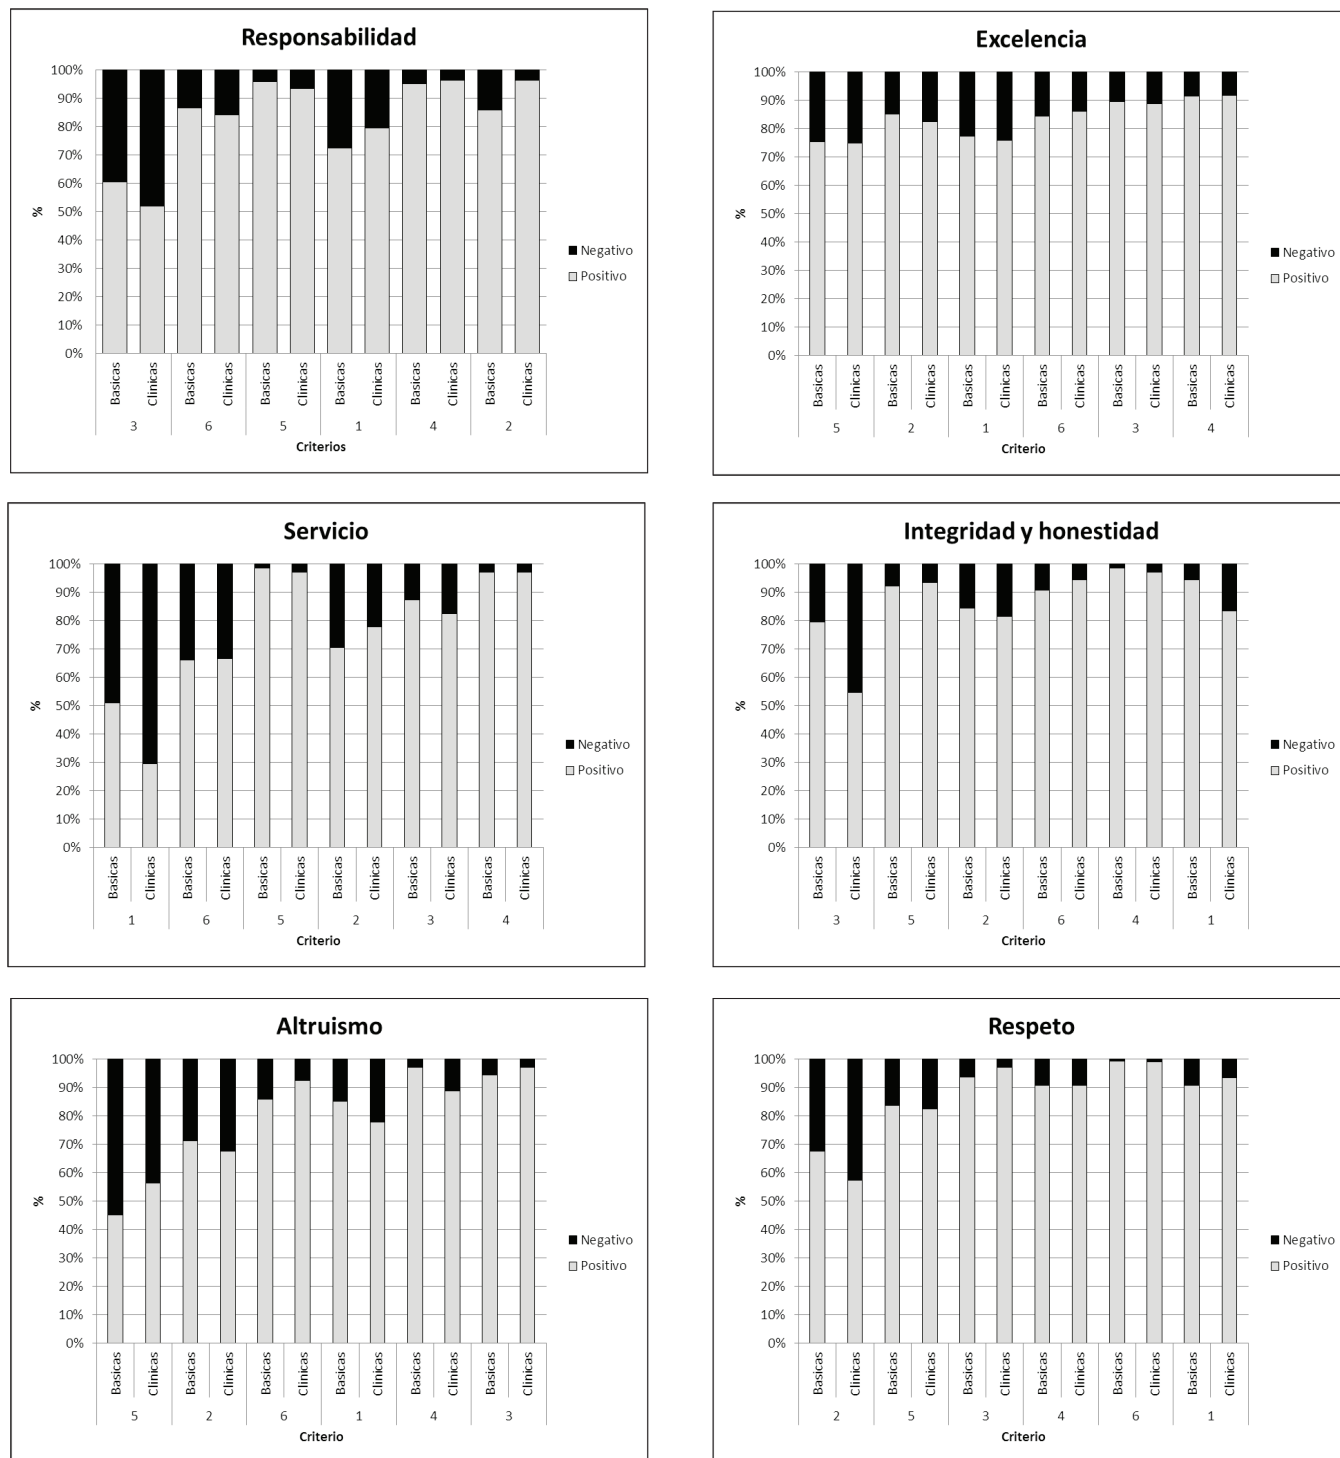 Responsabilidad
100%
90%
80%
70%
60%
50%
40%
30%
20%
10%
0%
%
Basicas Clinicas Basicas Clinicas Basicas Clinicas Basicas Clinicas Basicas Clinicas Basicas Clinicas
3 6 5 1 4 2
Criterios
Negativo
Positivo
Excelencia
100%
90%
80%
70%
60%
50%
40%
30%
20%
10%
0%
%
Basicas Clinicas Basicas Clinicas Basicas Clinicas Basicas Clinicas Basicas Clinicas Basicas Clinicas
5 2 1 6 3 4
Criterio
Negativo
Positivo
Servicio
100%
90%
80%
70%
60%
50%
40%
30%
20%
10%
0%
%
Basicas Clinicas Basicas Clinicas Basicas Clinicas Basicas Clinicas Basicas Clinicas Basicas Clinicas
1 6 5 2 3 4
Criterio
Negativo
Positivo
Integridad y honestidad
100%
90%
80%
70%
60%
50%
40%
30%
20%
10%
0%
%
Basicas Clinicas Basicas Clinicas Basicas Clinicas Basicas Clinicas Basicas Clinicas Basicas Clinicas
3 5 2 6 4 1
Criterio
Negativo
Positivo
Altruismo
100%
90%
80%
70%
60%
50%
40%
30%
20%
10%
0%
%
Basicas Clinicas Basicas Clinicas Basicas Clinicas Basicas Clinicas Basicas Clinicas Basicas Clinicas
5 2 6 1 4 3
Criterio
Negativo
Positivo
Respeto
100%
90%
80%
70%
60%
50%
40%
30%
20%
10%
0%
%
Basicas Clinicas Basicas Clinicas Basicas Clinicas Basicas Clinicas Basicas Clinicas Basicas Clinicas
2 5 3 4 6 1
Criterio
Negativo
Positivo